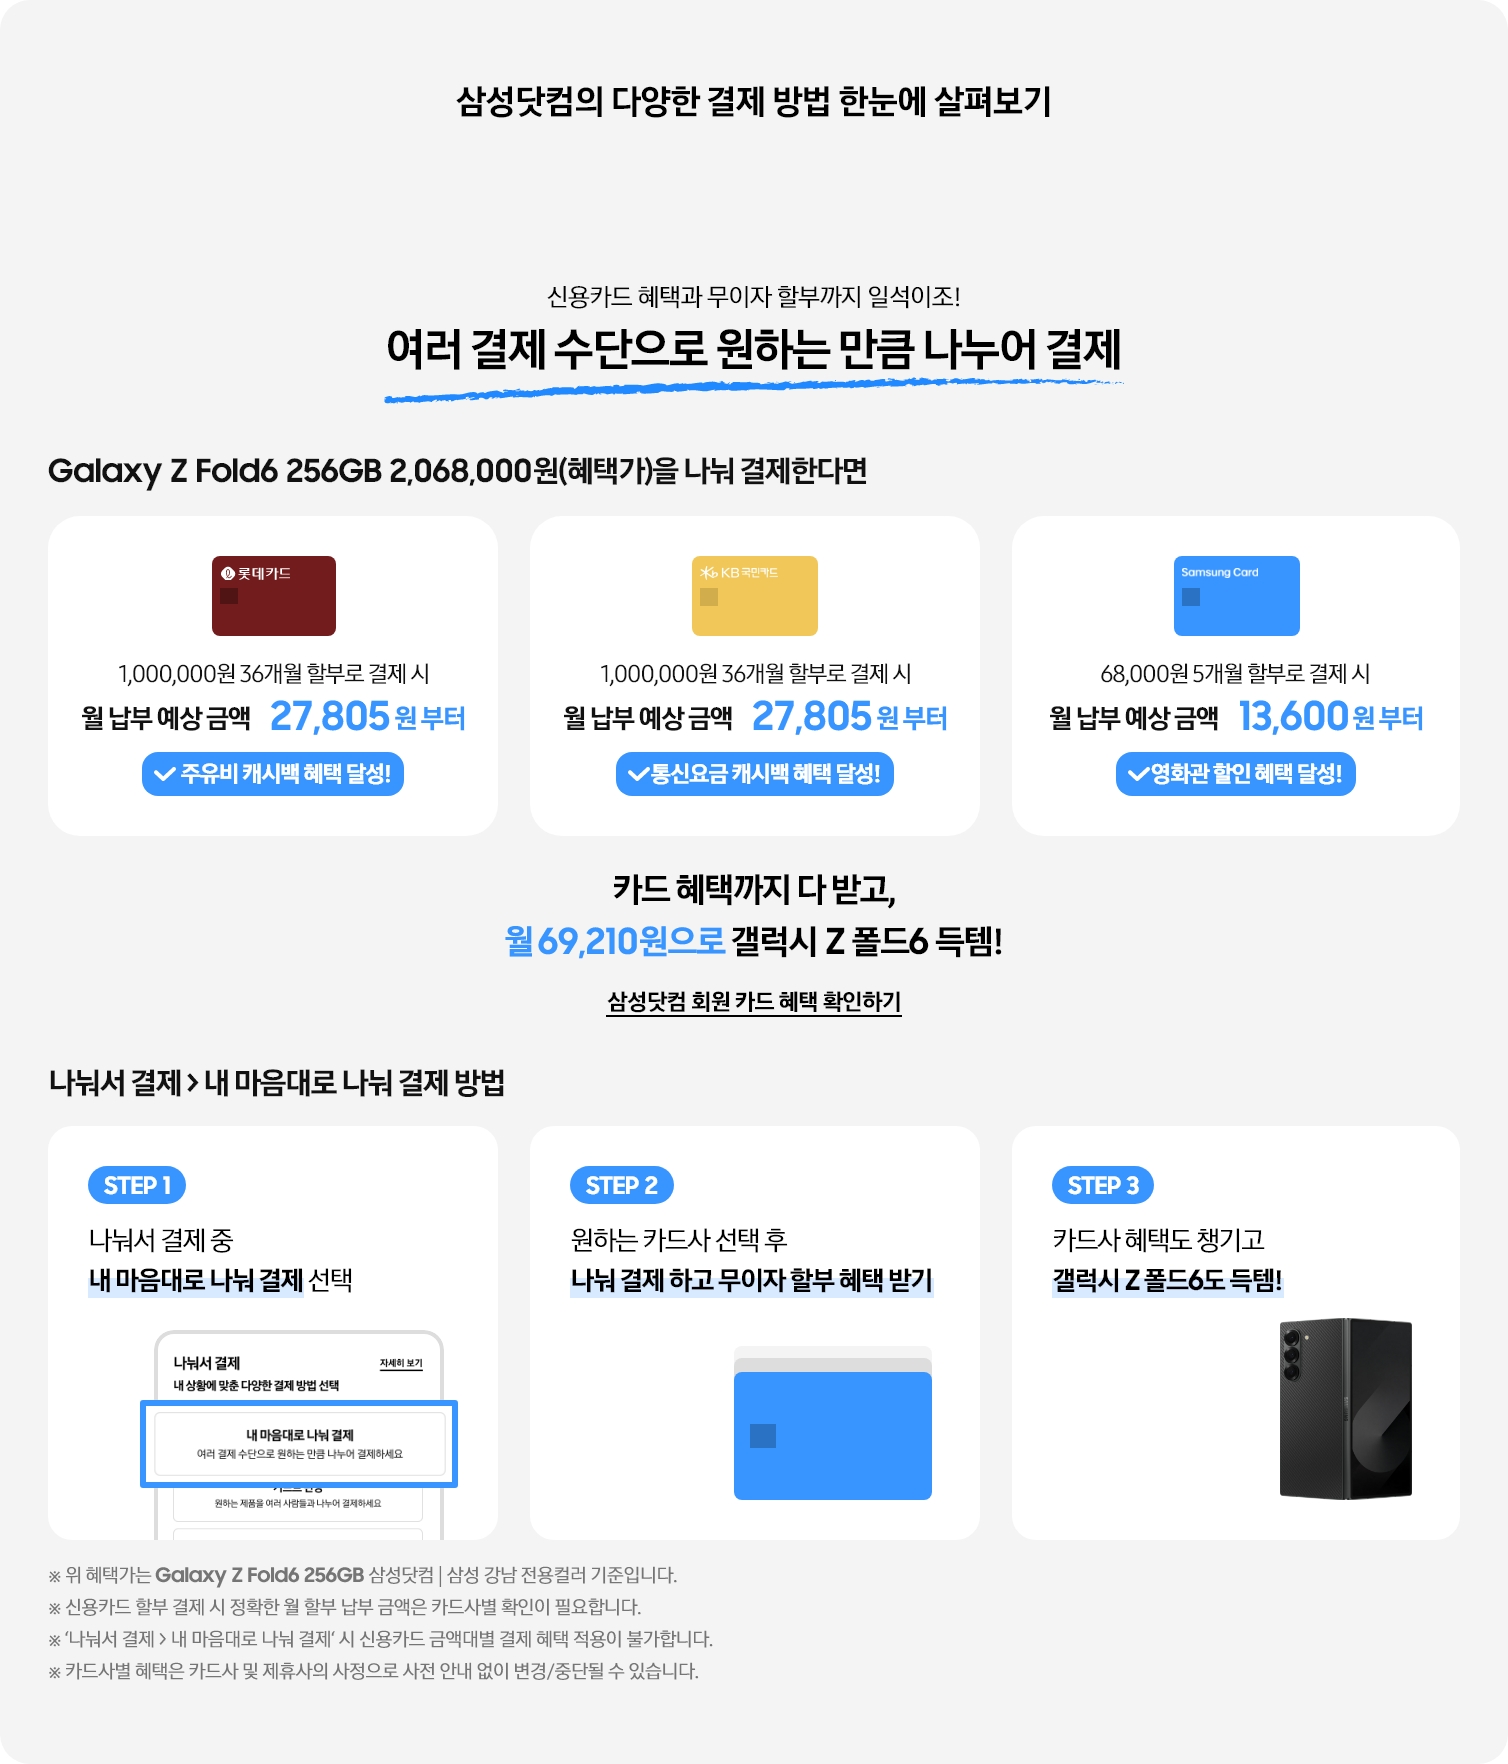 삼성닷컴의 다양한 결제 방법 한눈에 살펴보기
신용카드 혜택과 무이자 할부까지 일석이조!
여러 결제 수단으로 원하는 만큼 나누어 결제
Galaxy Z Fold6 256GB 2,068,000원(혜택가)을 나눠 결제한다면
롯데카드
1,000,000원 36개월 할부로 결제 시
월 납부 예상 금액 27,805 원 부터
주유비 캐시백 혜택 달성!
KB국민카드
1,000,000원 36개월 할부로 결제 시
월 납부 예상 금액 27,805 원 부터
통신요금 캐시백 혜택 달성!
Samsung Card
68,000원 5개월 할부로 결제 시
월 납부 예상 금액 13,600 원 부터
영화관 할인 혜택 달성!
카드 혜택까지 다 받고,
월 69,210원으로 갤럭시 Z 폴드6 득템!
삼성닷컴 회원 카드 혜택 확인하기
나눠서 결제 > 내 마음대로 나눠 결제 방법
STEP 1
나눠서 결제 중
내 마음대로 나눠 결제 선택
나눠서 결제 자세히 보기
내 상황에 맞춘 다양한 결제 방법 선택
내 마음대로 나눠 결제
여러 결제 수단으로 원하는 만큼 나누어 결제하세요
원하는 제품을 여러 사람들과 나누어 결제하세요
STEP 2
원하는 카드사 선택 후
나눠 결제 하고 무이자 할부 혜택 받기
STEP 3
카드사 혜택도 챙기고
갤럭시 Z 폴드6도 득템!
※ 위 혜택가는 Galaxy Z Fold6 256GB 삼성닷컴 | 삼성 강남 전용컬러 기준입니다.
※ 신용카드 할부 결제 시 정확한 월 할부 납부 금액은 카드사별 확인이 필요합니다.
※ ‘나눠서 결제 > 내 마음대로 나눠 결제‘ 시 신용카드 금액대별 결제 혜택 적용이 불가합니다.
※ 카드사별 혜택은 카드사 및 제휴사의 사정으로 사전 안내 없이 변경/중단될 수 있습니다.